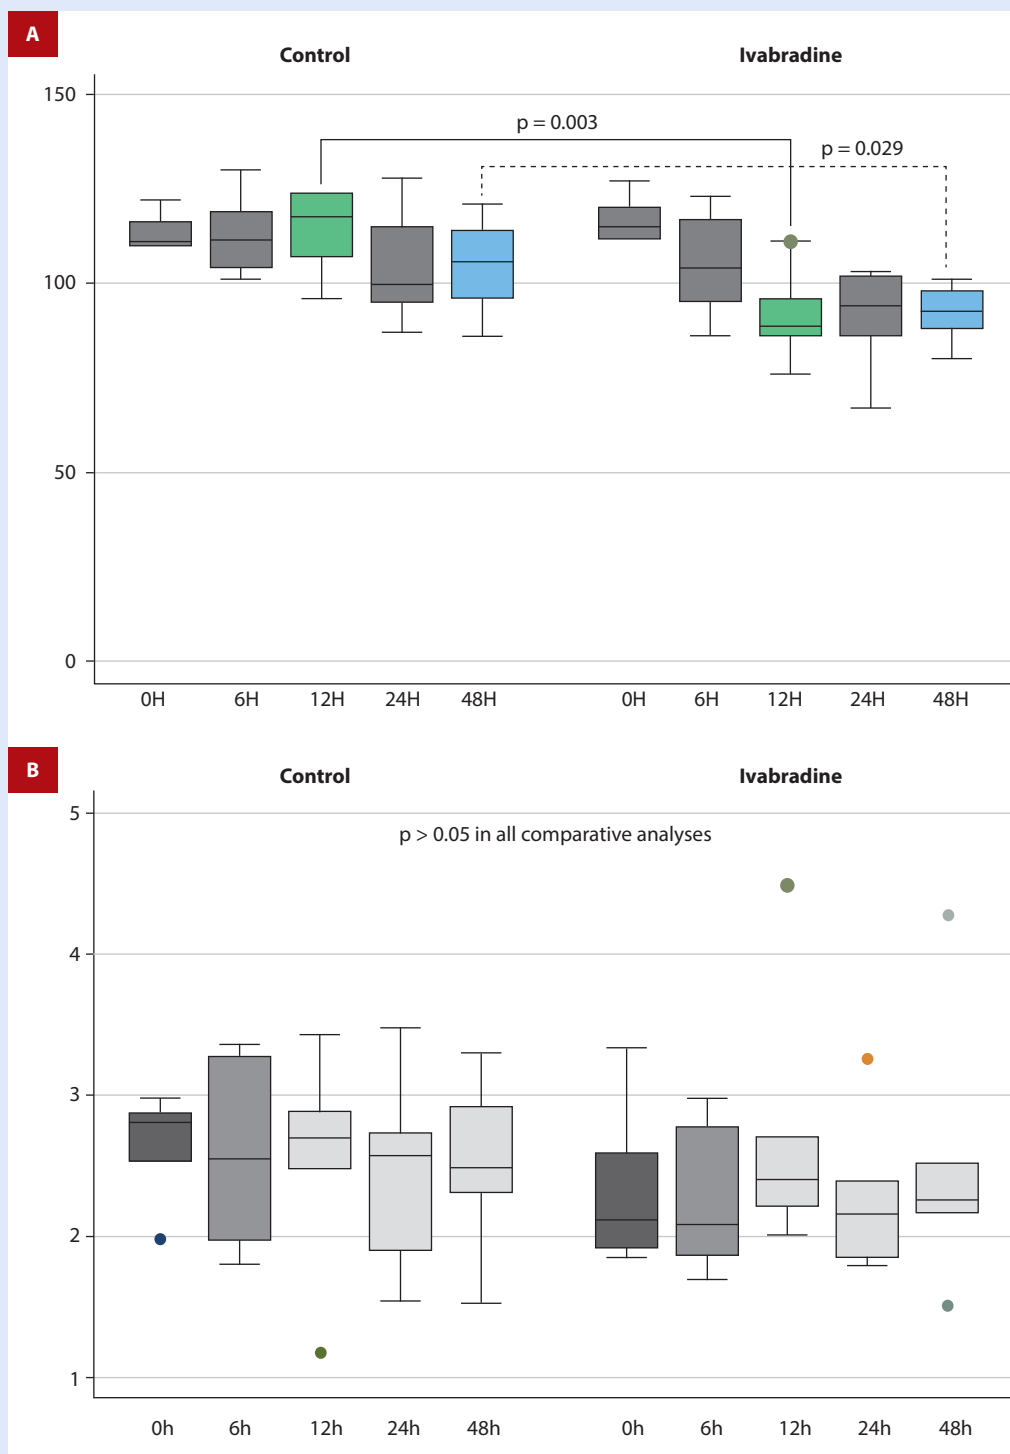 A
Control Ivabradine
150
p = 0.003
p = 0.029
100
50
0
0H 6H 12H 24H 48H 0H 6H 12H 24H 48H
B
Control Ivabradine
5
p > 0.05 in all comparative analyses
4
3
2
1
0h 6h 12h 24h 48h 0h 6h 12h 24h 48h